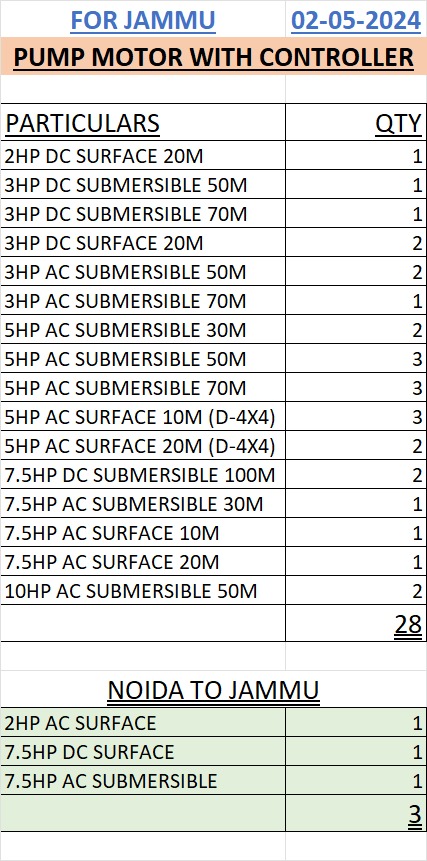 FOR JAMMU 02-05-2024
PUMP MOTOR WITH CONTROLLER
PARTICULARS QTY
2HP DC SURFACE 20M 1
3HP DC SUBMERSIBLE 50M 1
3HP DC SUBMERSIBLE 70M 1
3HP DC SURFACE 20M 2
3HP AC SUBMERSIBLE 50M 2
3HP AC SUBMERSIBLE 70M 1
5HP AC SUBMERSIBLE 30M 2
5HP AC SUBMERSIBLE 50M 3
5HP AC SUBMERSIBLE 70M 3
5HP AC SURFACE 10M (D-4X4) 3
5HP AC SURFACE 20M (D-4X4) 2
7.5HP DC SUBMERSIBLE 100M 2
7.5HP AC SUBMERSIBLE 30M 1
7.5HP AC SURFACE 10M 1
7.5HP AC SURFACE 20M 1
10HP AC SUBMERSIBLE 50M 2
28
NOIDA TO JAMMU
2HP AC SURFACE 1
7.5HP DC SURFACE 1
7.5HP AC SUBMERSIBLE 1
3